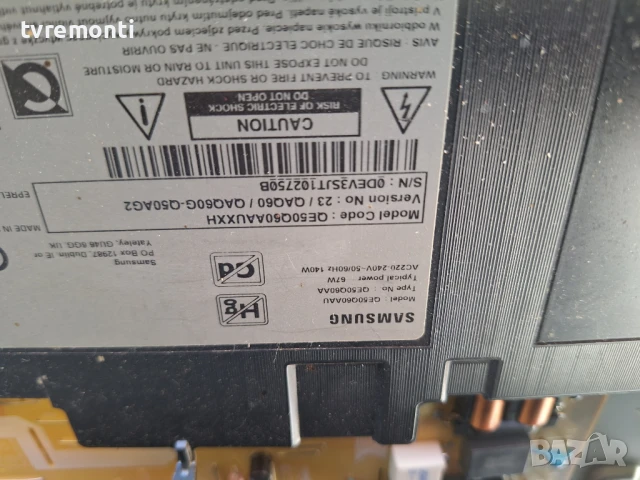 tvremonti
SAMSUNG
Model: QE50Q60AAU
Type No : QE50Q60AA
Typical power : 67W
AC220-240V~50/60Hz 140W
Hg
Cd
Samsung
PO Box 12987, Dublin. IE or
Yateley, GU46 6GG. UK
MADE IN
Model Code : QE50Q60AAUXXH
Version No : 23 / QAQ60 / QAQ60G-Q50AG2
S/N : 0DEV3SJT102750B
CAUTION
RISK OF ELECTRIC SHOCK
DO NOT OPEN
WARNING
TO PREVENT FIRE OR SHOCK HAZARD
DO NOT EXPOSE THIS UNIT TO RAIN OR MOISTURE
AVIS - RISQUE DE CHOC ELECTRIQUE - NE PAS OUVRIR
BAZAR